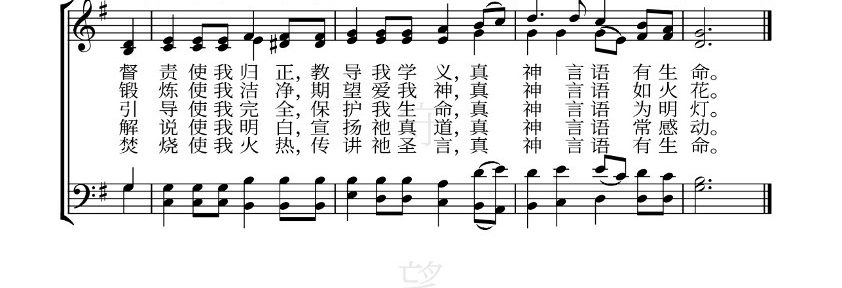 督 责 使 我 归 正, 教 导 我 学 义, 真 神 言 语 有 生 命。
锻 炼 使 我 洁 净, 期 望 爱 我 神, 真 神 言 语 如 火 花。
引 导 使 我 完 全, 保 护 我 生 命, 真 神 言 语 为 明 灯。
解 说 使 我 明 白, 宣 扬 祂 真 道, 真 神 言 语 常 感 动。
焚 烧 使 我 火 热, 传 讲 祂 圣 言, 真 神 言 语 有 生 命。